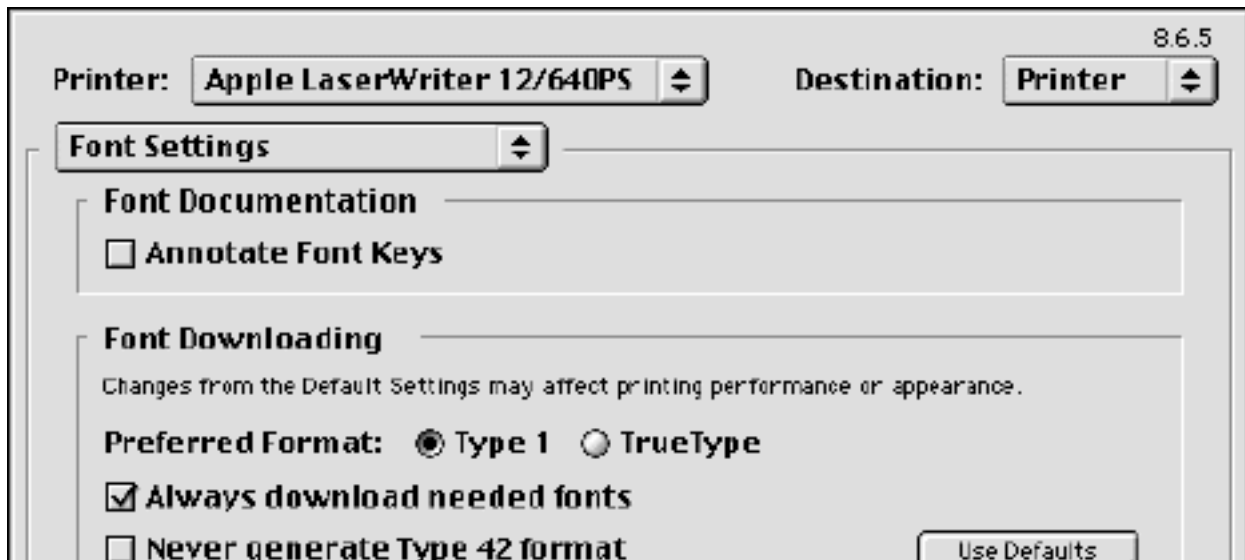 8.6.5
Printer: Apple LaserWriter 12/640PS Destination: Printer
Font Settings
Font Documentation
Annotate Font Keys
Font Downloading
Changes from the Default Settings may affect printing performance or appearance.
Preferred Format: Type 1 TrueType
Always download needed fonts
Never generate Type 42 format Use Defaults